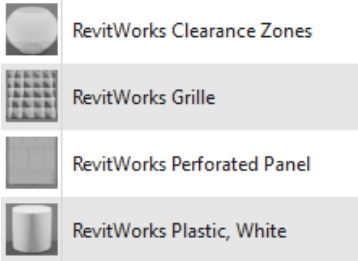 RevitWorks Clearance Zones
RevitWorks Grille
RevitWorks Perforated Panel
RevitWorks Plastic, White